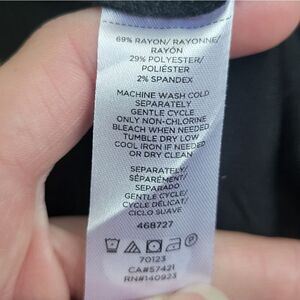 69% RAYON/ RAYONNE/
RAYÓN
29% POLYESTER/
POLIÉSTER
2% SPANDEX
MACHINE WASH COLD
SEPARATELY
GENTLE CYCLE
ONLY NON-CHLORINE
BLEACH WHEN NEEDED
TUMBLE DRY LOW
COOL IRON IF NEEDED
OR DRY CLEAN
SEPARATELY/
SÉPARÉMENT/
SEPARADO
GENTLE CYCLE/
CYCLE DÉLICAT/
CICLO SUAVE
468727
70123
CA#57421
RN#140923